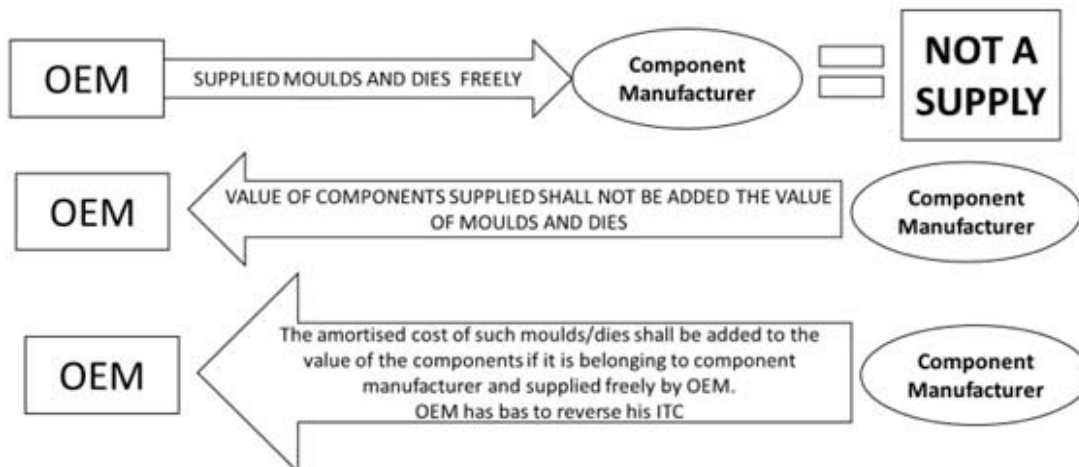 OEM
SUPPLIED MOULDS AND DIES FREELY
Component
Manufacturer
NOT A
SUPPLY
OEM
VALUE OF COMPONENTS SUPPLIED SHALL NOT BE ADDED THE VALUE
OF MOULDS AND DIES
Component
Manufacturer
OEM
The amortised cost of such moulds/dies shall be added to the
value of the components if it is belonging to component
manufacturer and supplied freely by OEM.
OEM has bas to reverse his ITC
Component
Manufacturer